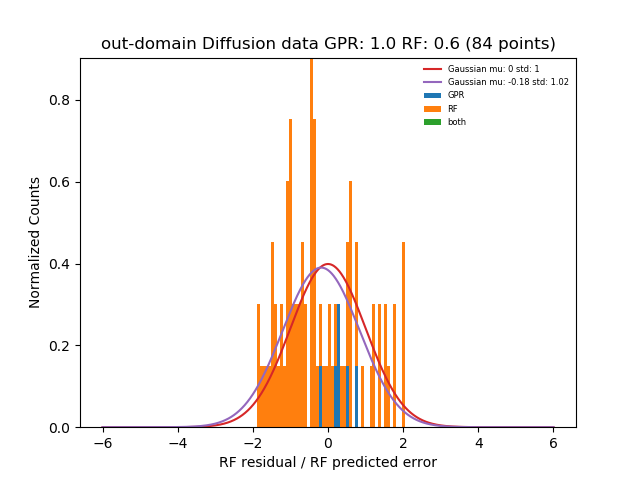 out-domain Diffusion data GPR: 1.0 RF: 0.6 (84 points)
Gaussian mu: 0 std: 1
Gaussian mu: -0.18 std: 1.02
GPR
RF
both
Normalized Counts
0.8
0.6
0.4
0.2
0.0
−6 −4 −2 0 2 4 6
RF residual / RF predicted error